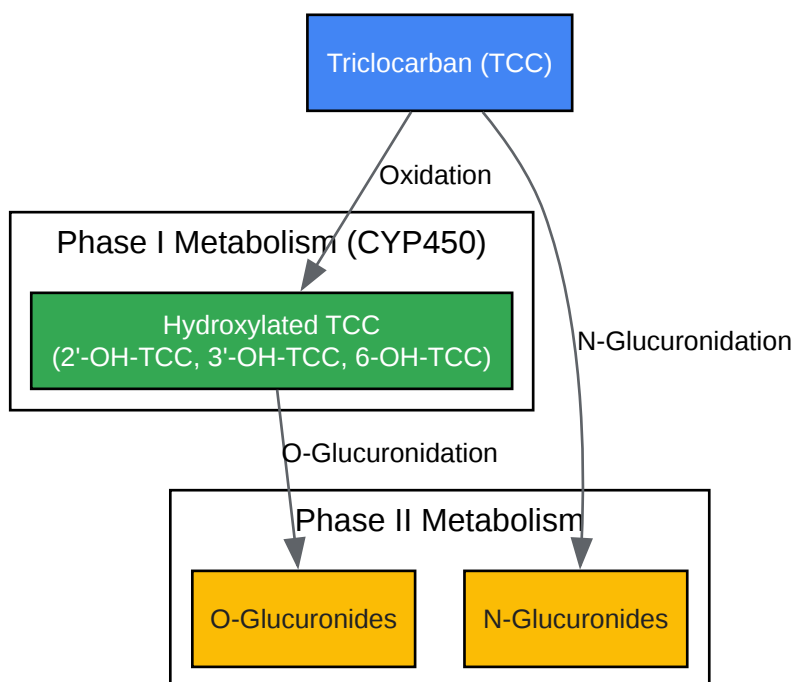 Triclocarban (TCC)
Oxidation
Phase I Metabolism (CYP450)
Hydroxylated TCC
(2'-OH-TCC, 3'-OH-TCC, 6-OH-TCC)
N-Glucuronidation
O-Glucuronidation
Phase II Metabolism
O-Glucuronides
N-Glucuronides